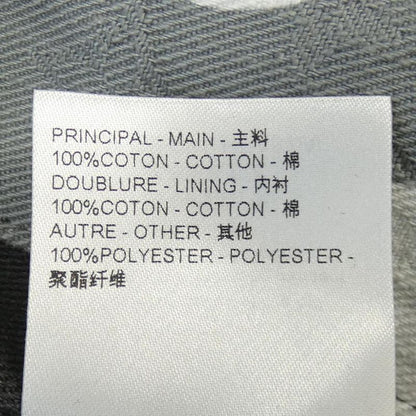 PRINCIPAL - MAIN - 主料
100%COTON - COTTON - 棉
DOUBLURE - LINING - 内衬
100%COTON - COTTON - 棉
AUTRE - OTHER - 其他
100%POLYESTER - POLYESTER -
聚酯纤维